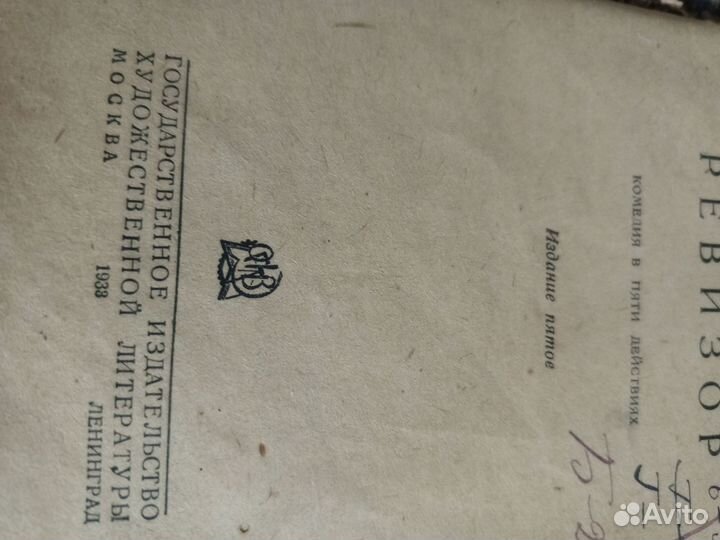 РЕВИЗОР
КОМЕДИЯ В ПЯТИ ДЕЙСТВИЯХ
Издание пятое
ГОСУДАРСТВЕННОЕ ИЗДАТЕЛЬСТВО
ХУДОЖЕСТВЕННОЙ ЛИТЕРАТУРЫ
МОСКВА 1938 ЛЕНИНГРАД
Avito